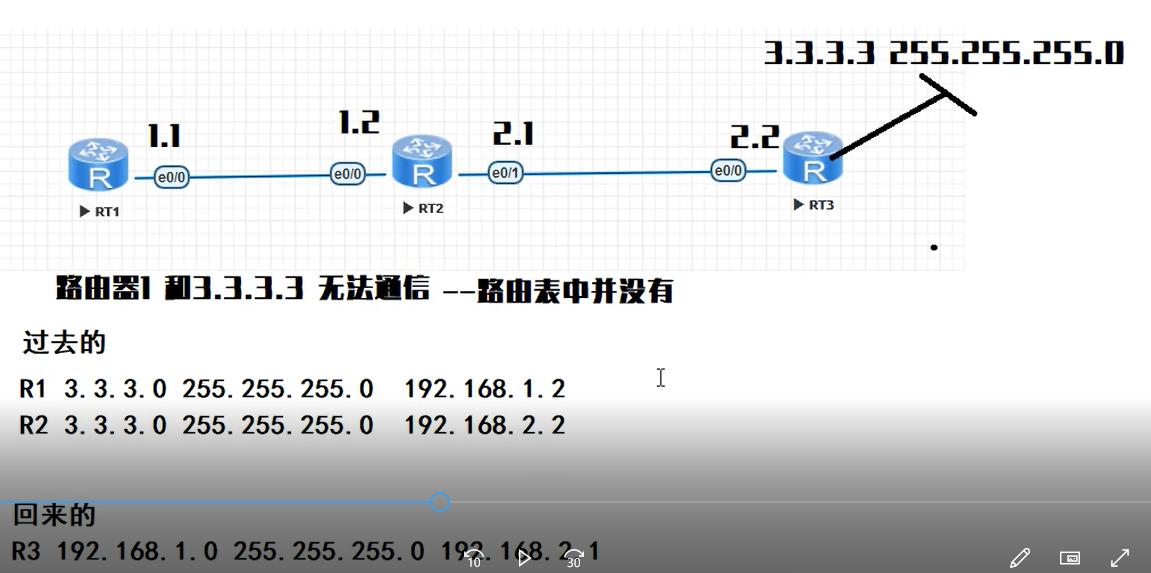 3.3.3.3 255.255.255.0
1.1
1.2
2.1
2.2
e0/0
e0/0
e0/1
e0/0
R
R
R
RT1
RT2
RT3
路由器1 和3.3.3.3 无法通信 --路由表中并没有
过去的
R1 3.3.3.0 255.255.255.0 192.168.1.2
R2 3.3.3.0 255.255.255.0 192.168.2.2
回来的
R3 192.168.1.0 255.255.255.0 192.168.2.1
10
30